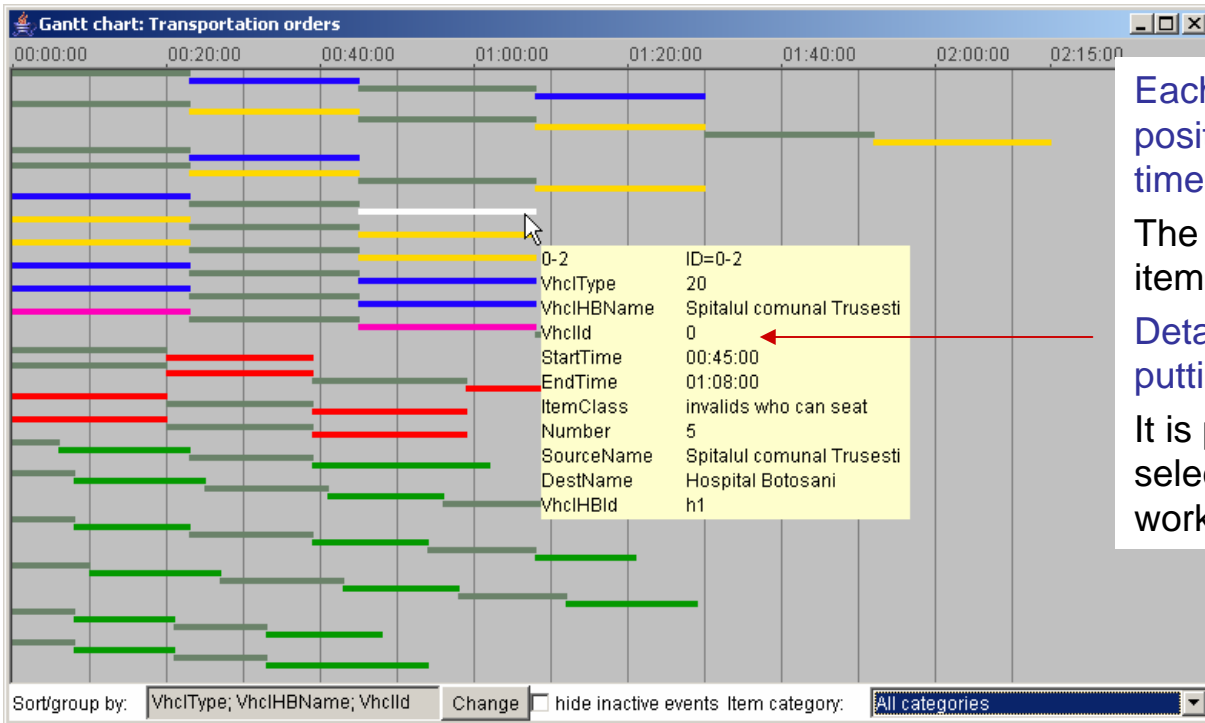 Gantt chart: Transportation orders
00:00:00 00:20:00 00:40:00 01:00:00 01:20:00 01:40:00 02:00:00 02:15:00
Each
posit
time
The
item
Deta
putti
It is p
selec
work
0-2 ID=0-2
VhclType 20
VhclHBName Spitalul comunal Trusesti
VhclId 0
StartTime 00:45:00
EndTime 01:08:00
ItemClass invalids who can seat
Number 5
SourceName Spitalul comunal Trusesti
DestName Hospital Botosani
VhclHBId h1
Sort/group by: VhclType; VhclHBName; VhclId Change hide inactive events Item category: All categories